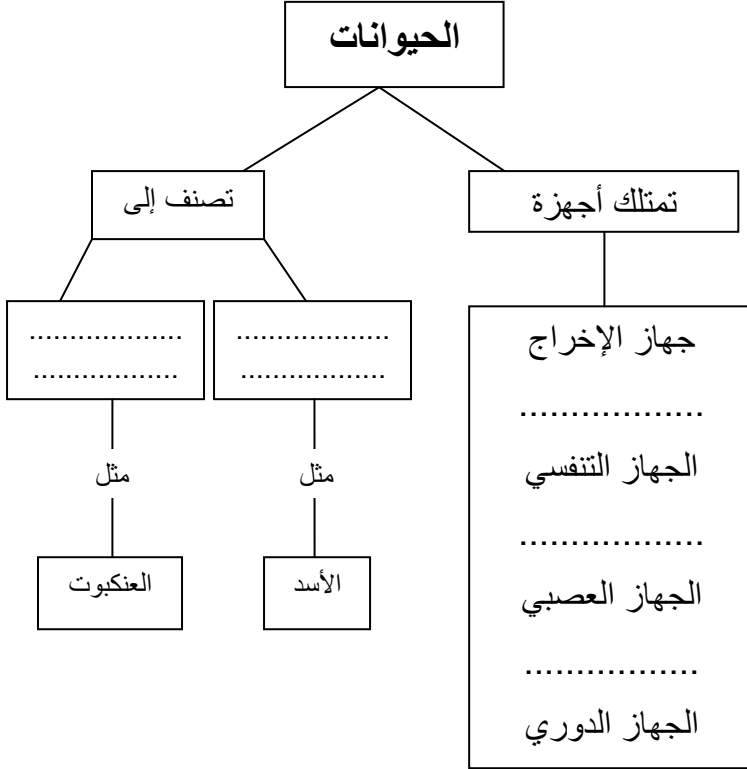 الحيوانات
تمتلك أجهزة
جهاز الإخراج
..................
الجهاز التنفسي
..................
الجهاز العصبي
.................
الجهاز الدوري
تصنف إلى
...................
..................
مثل
الأسد
...................
..................
مثل
العنكبوت